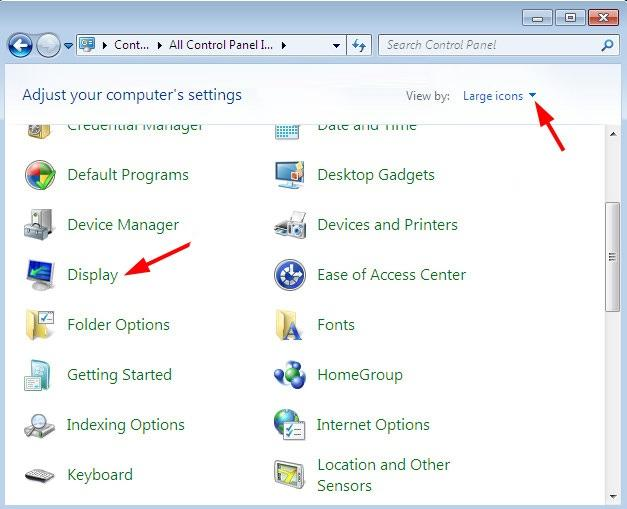 Cont...
All Control Panel I...
Search Control Panel
Adjust your computer's settings
View by:
Large icons
Credential Manager
Date and Time
Default Programs
Desktop Gadgets
Device Manager
Devices and Printers
Display
Ease of Access Center
Folder Options
Fonts
Getting Started
HomeGroup
Indexing Options
Internet Options
Keyboard
Location and Other
Sensors